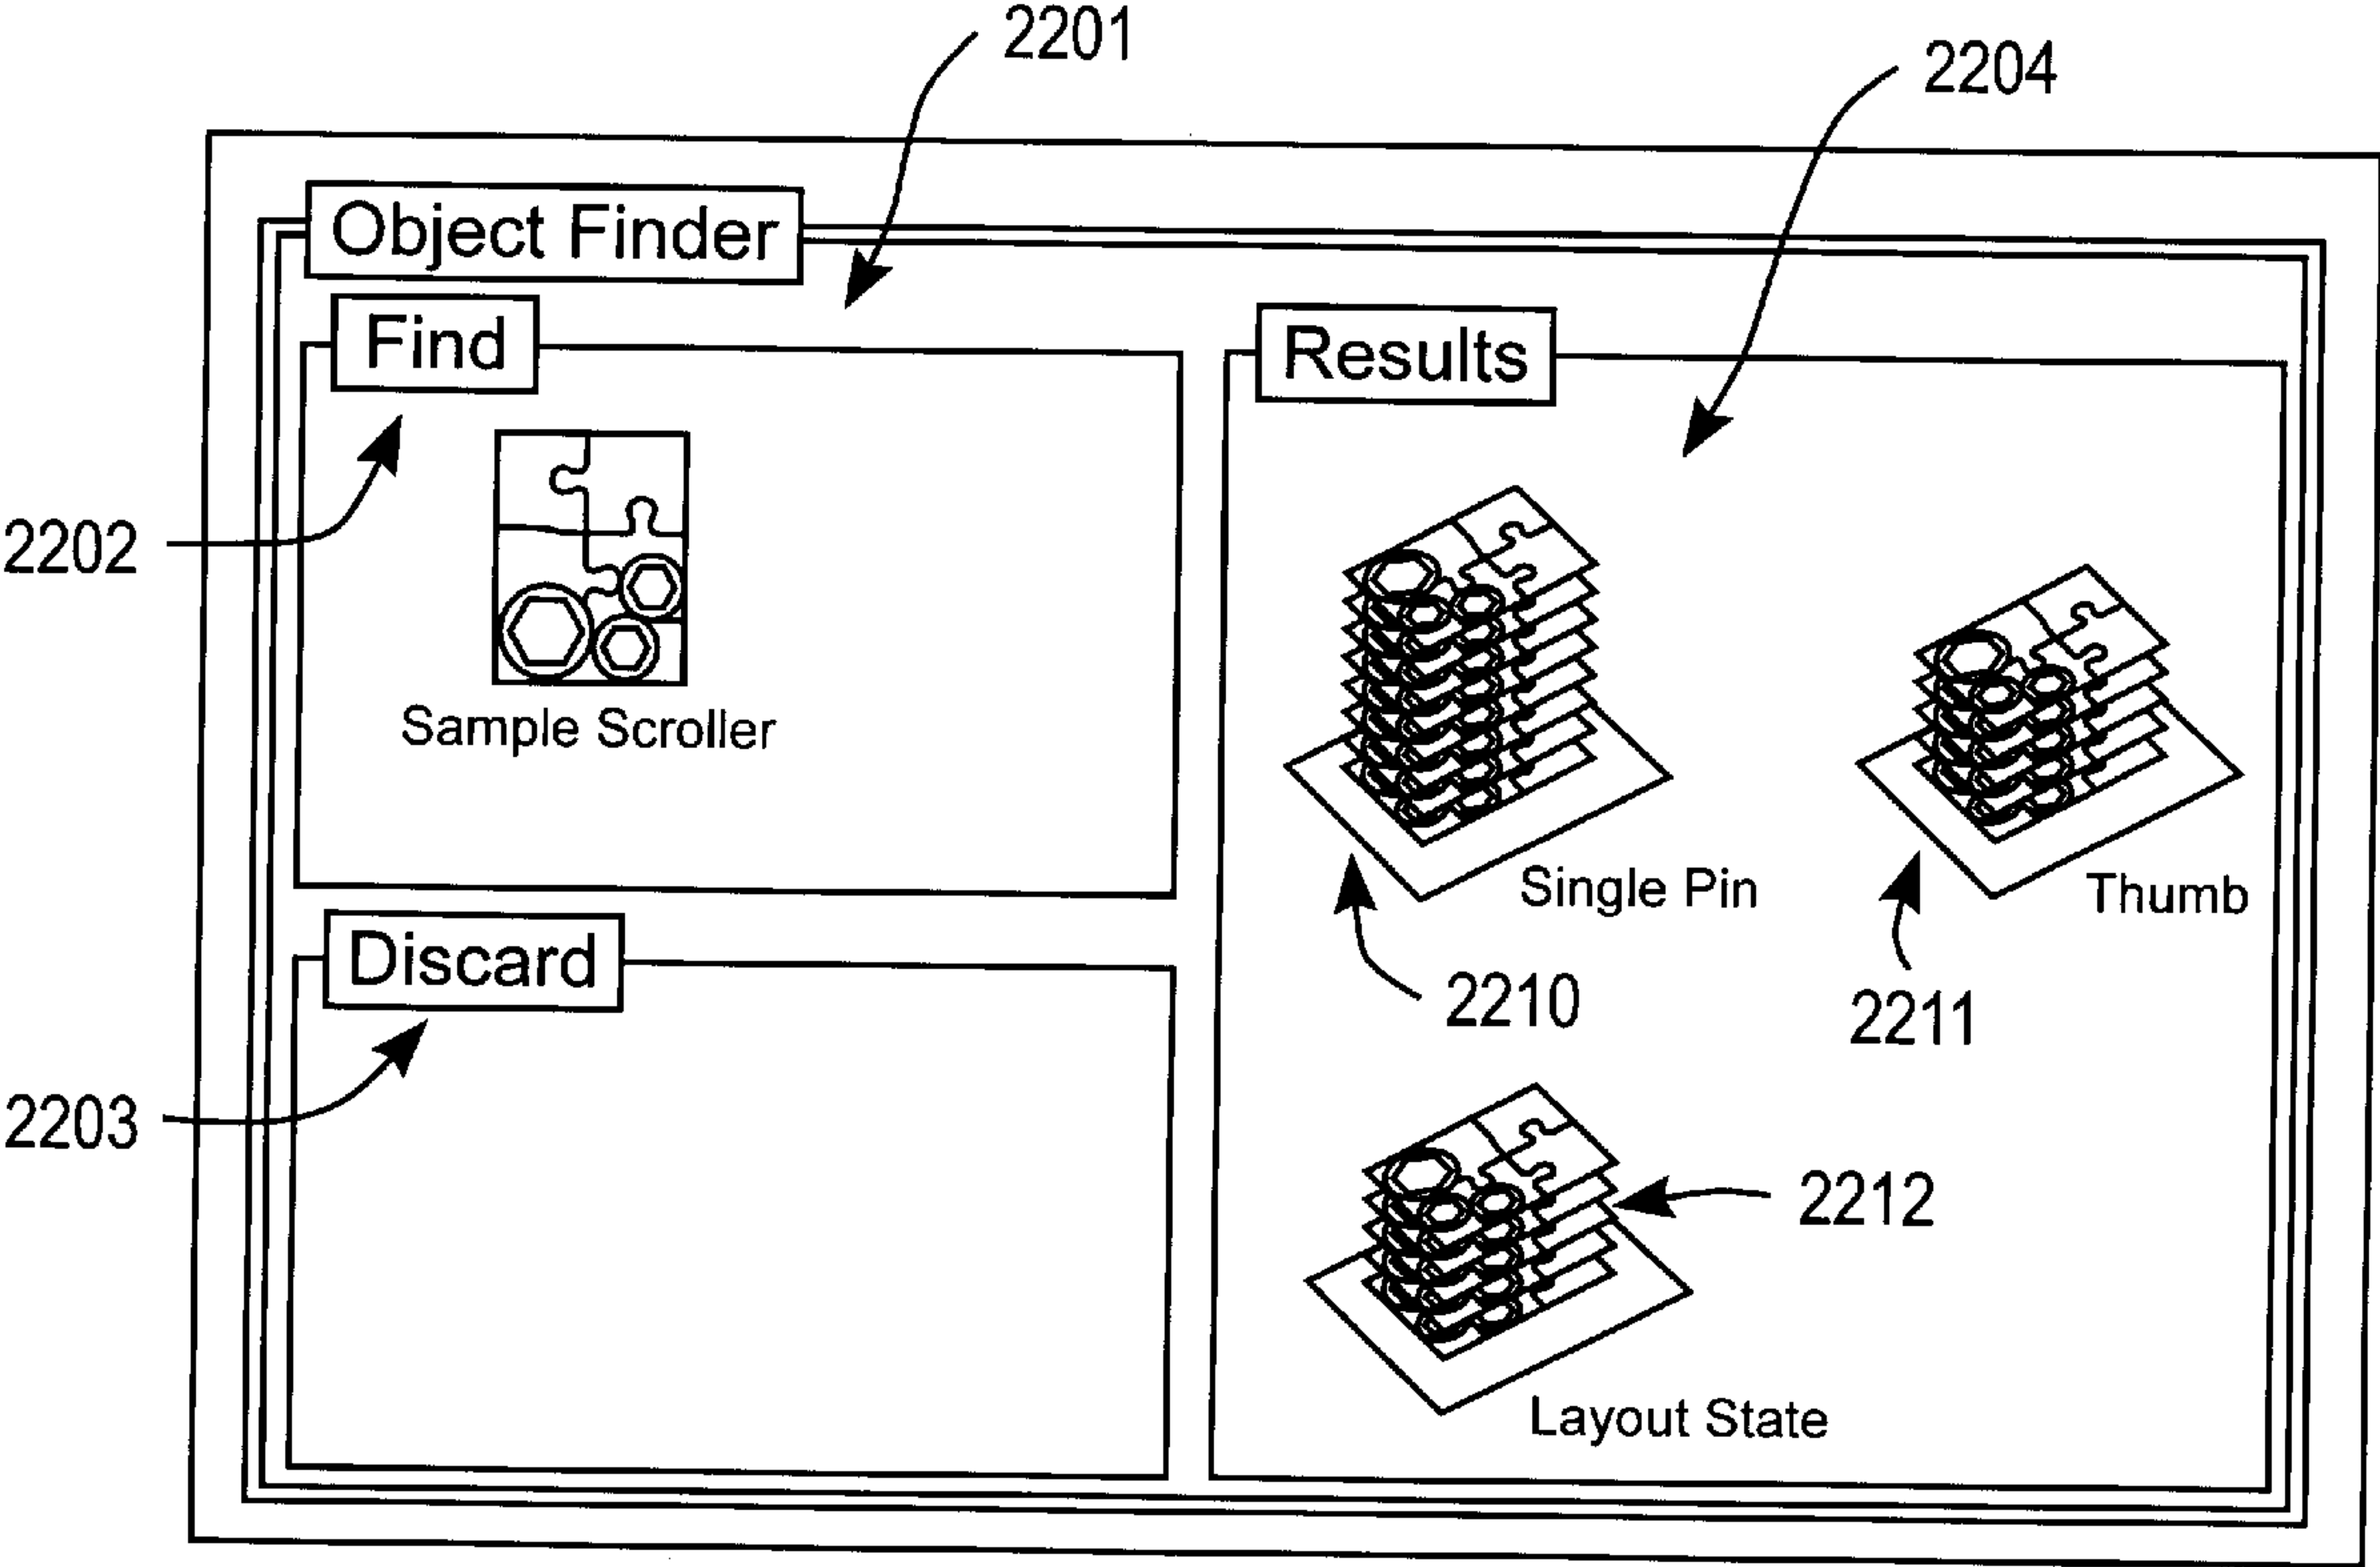 2201
2204
Object Finder
Find
Results
2202
Sample Scroller
Single Pin
Thumb
Discard
2210
2211
2203
2212
Layout State